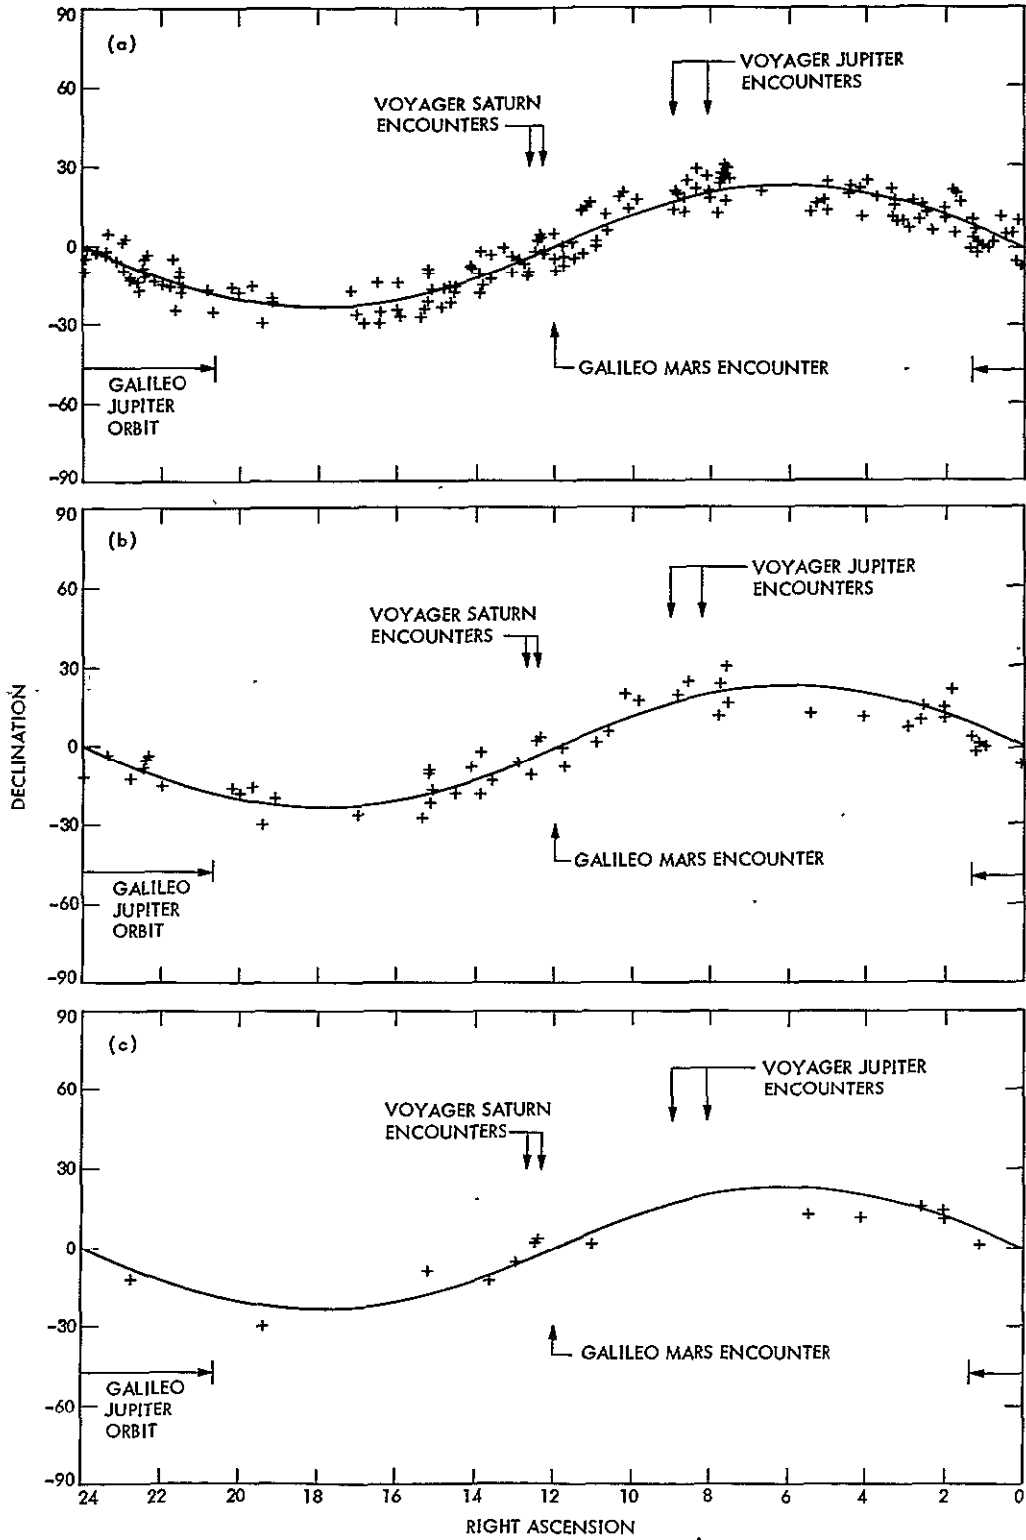 90
(a)
VOYAGER JUPITER
ENCOUNTERS
60
VOYAGER SATURN
ENCOUNTERS
30
0
-30
GALILEO MARS ENCOUNTER
GALILEO
JUPITER
ORBIT
-60
-90
90
(b)
VOYAGER JUPITER
ENCOUNTERS
60
VOYAGER SATURN
ENCOUNTERS
30
DECLINATION
0
-30
GALILEO MARS ENCOUNTER
GALILEO
JUPITER
ORBIT
-60
-90
90
(c)
VOYAGER JUPITER
ENCOUNTERS
60
VOYAGER SATURN
ENCOUNTERS
30
0
-30
GALILEO MARS ENCOUNTER
GALILEO
JUPITER
ORBIT
-60
-90
24 22 20 18 16 14 12 10 8 6 4 2 0
RIGHT ASCENSION